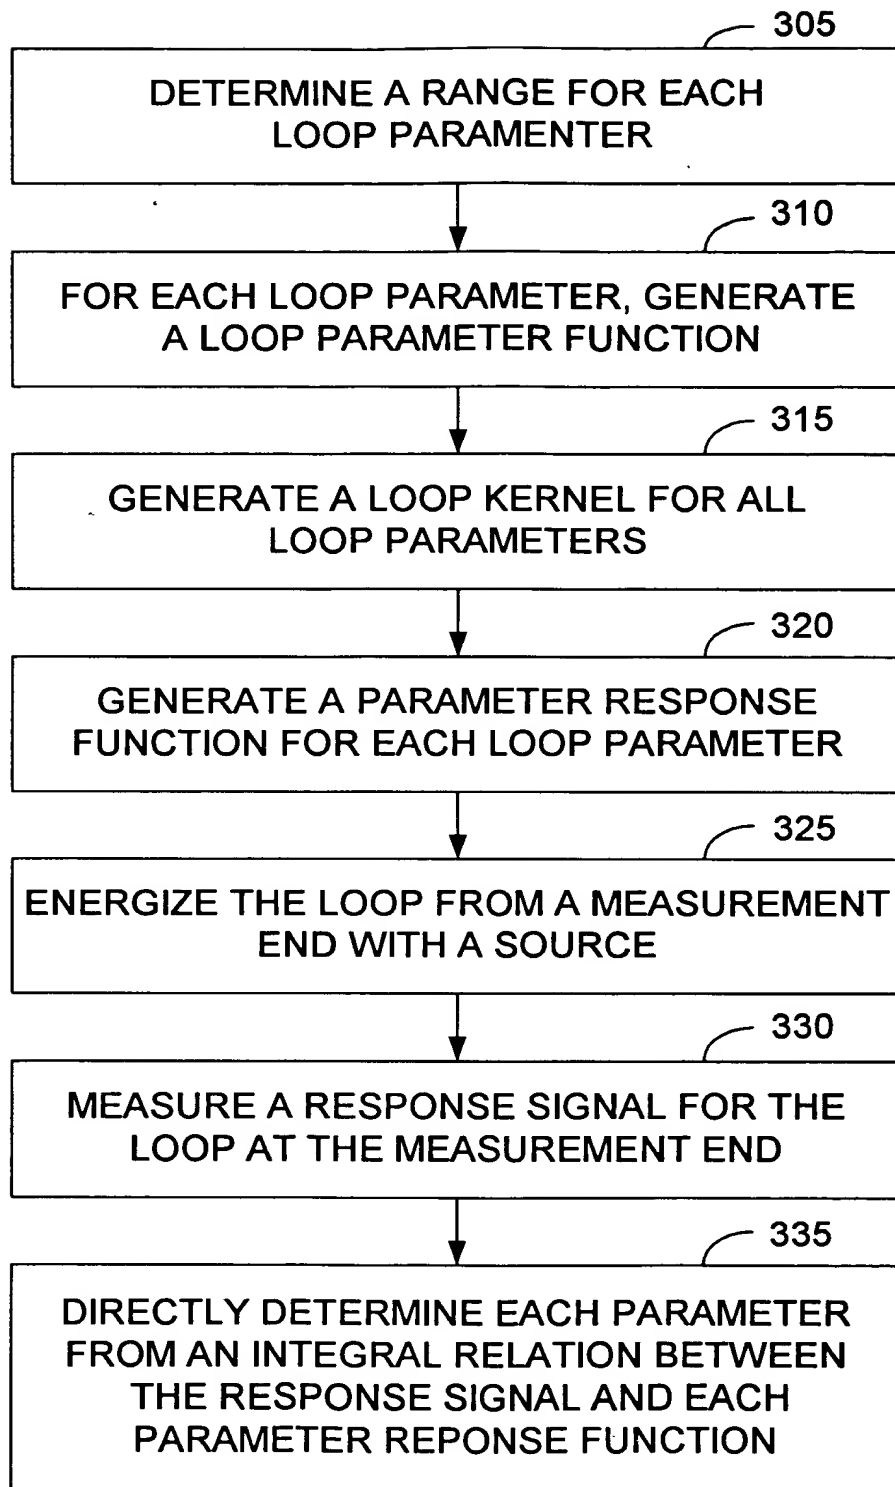 305
DETERMINE A RANGE FOR EACH
LOOP PARAMENTER
310
FOR EACH LOOP PARAMETER, GENERATE
A LOOP PARAMETER FUNCTION
315
GENERATE A LOOP KERNEL FOR ALL
LOOP PARAMETERS
320
GENERATE A PARAMETER RESPONSE
FUNCTION FOR EACH LOOP PARAMETER
325
ENERGIZE THE LOOP FROM A MEASUREMENT
END WITH A SOURCE
330
MEASURE A RESPONSE SIGNAL FOR THE
LOOP AT THE MEASUREMENT END
335
DIRECTLY DETERMINE EACH PARAMETER
FROM AN INTEGRAL RELATION BETWEEN
THE RESPONSE SIGNAL AND EACH
PARAMETER REPONSE FUNCTION